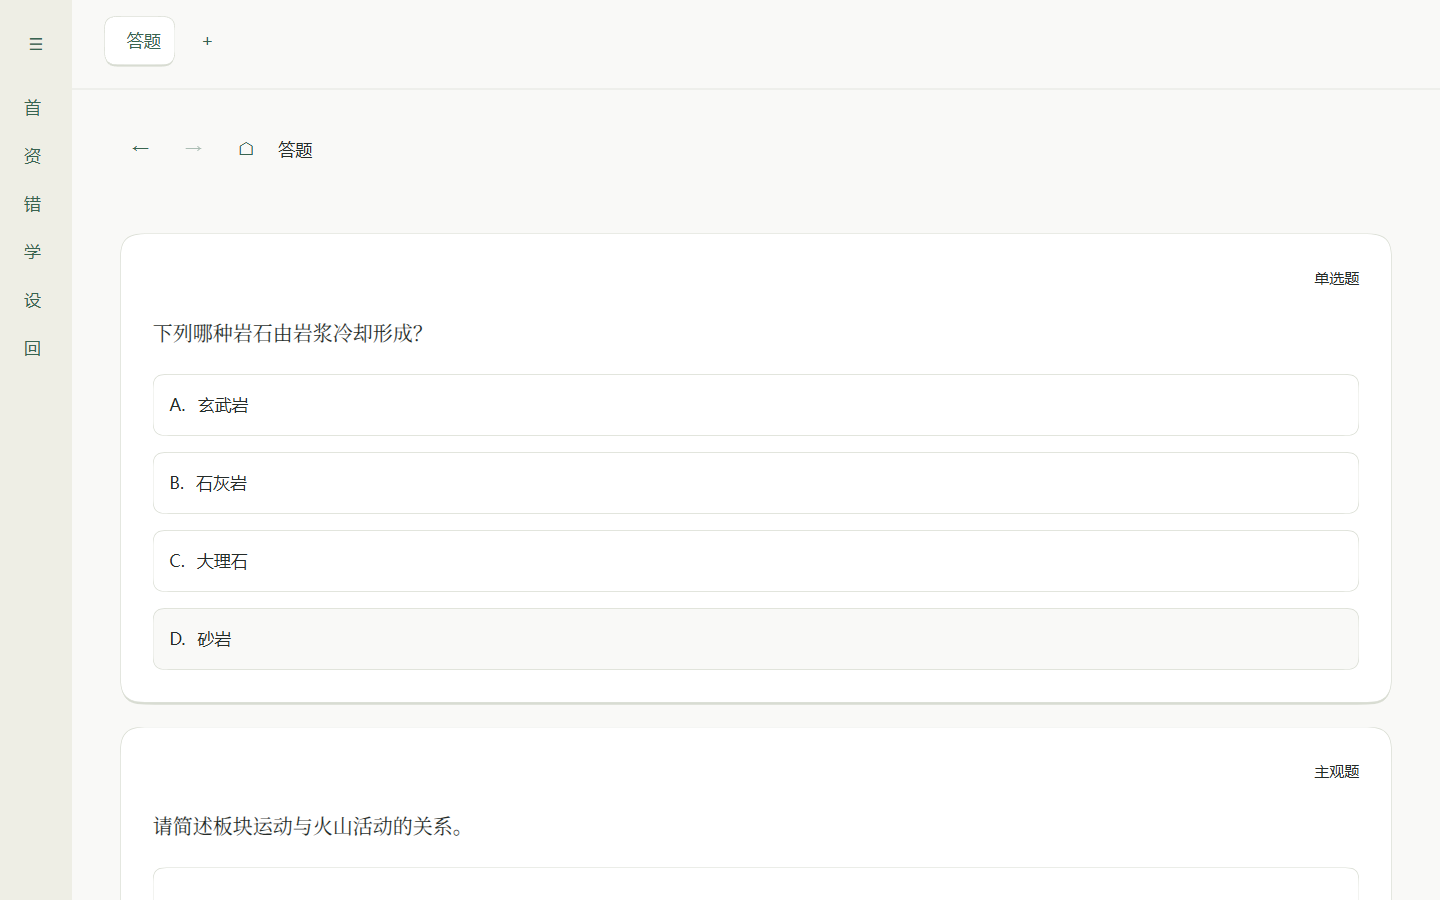 ☰
首
资
错
学
设
回
答题 +
← → ⌂ 答题
单选题
下列哪种岩石由岩浆冷却形成？
A. 玄武岩
B. 石灰岩
C. 大理石
D. 砂岩
主观题
请简述板块运动与火山活动的关系。